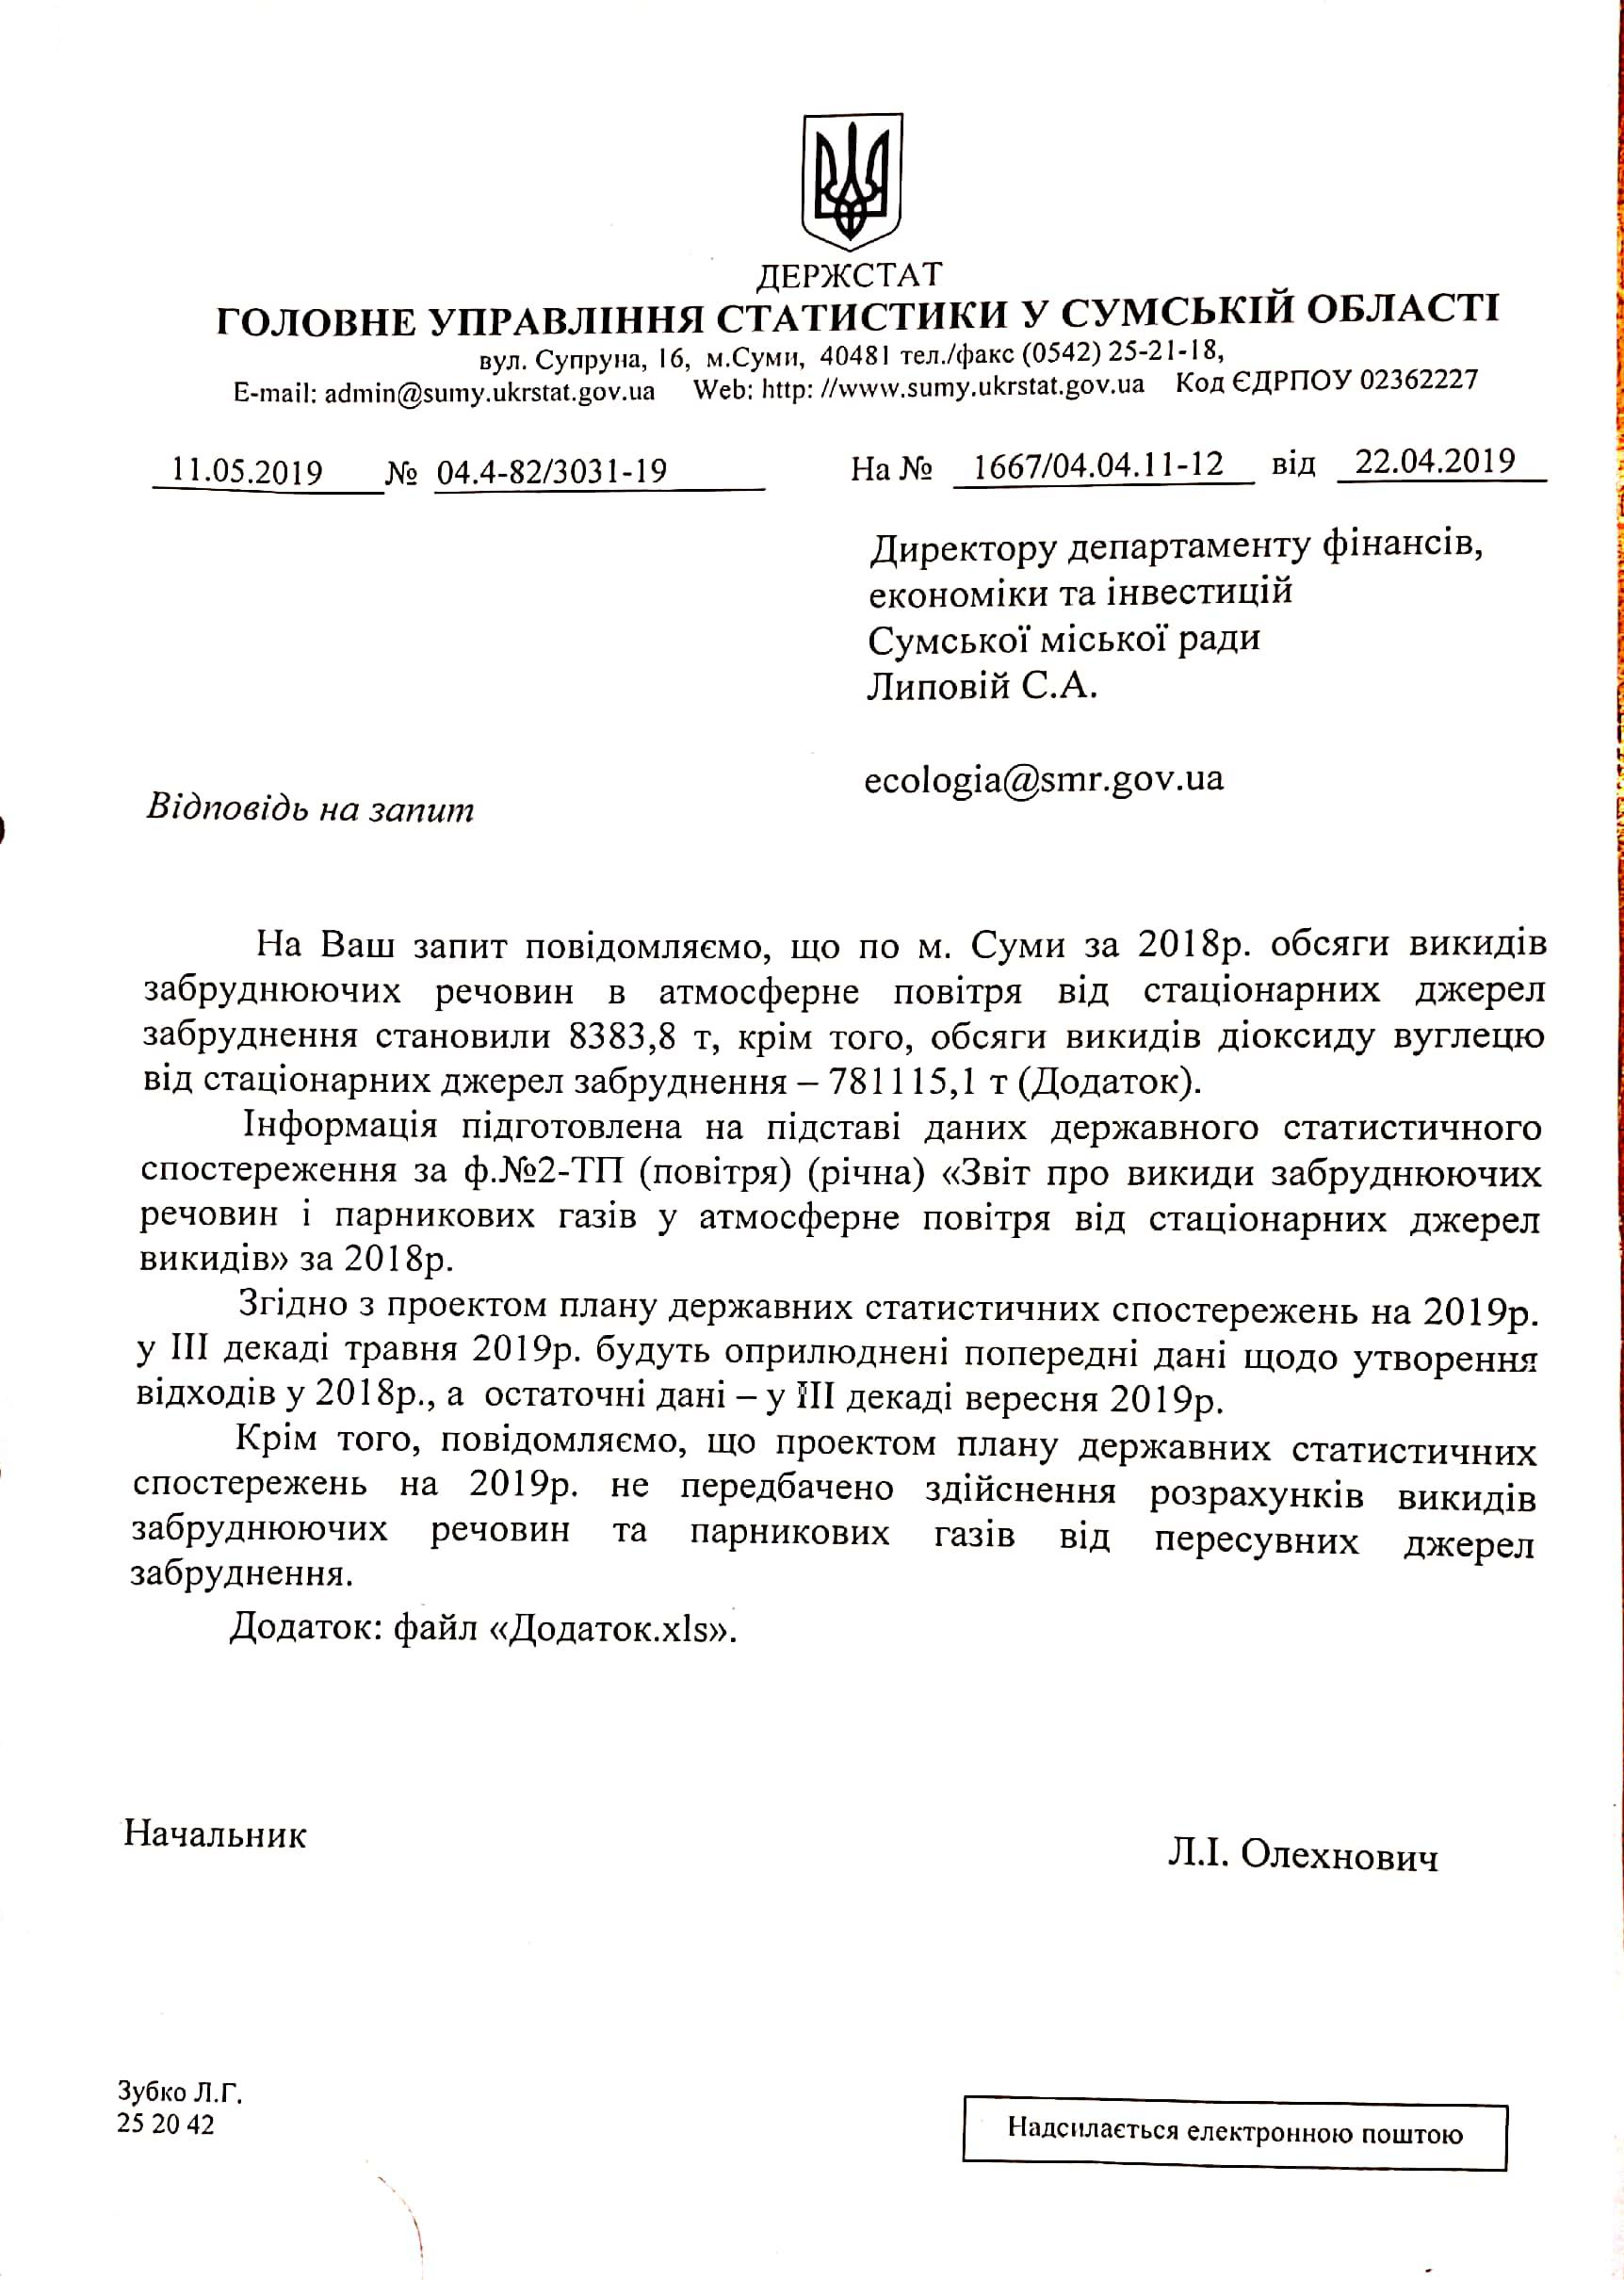 ДЕРЖСТАТ
ГОЛОВНЕ УПРАВЛІННЯ СТАТИСТИКИ У СУМСЬКІЙ ОБЛАСТІ
вул. Супруна, 16, м.Суми, 40481 тел./факс (0542) 25-21-18,
E-mail: admin@sumy.ukrstat.gov.ua Web: http: //www.sumy.ukrstat.gov.ua Код ЄДРПОУ 02362227
11.05.2019 № 04.4-82/3031-19 На № 1667/04.04.11-12 від 22.04.2019
Директору департаменту фінансів,
економіки та інвестицій
Сумської міської ради
Липовій С.А.
ecologia@smr.gov.ua
Відповідь на запит
На Ваш запит повідомляємо, що по м. Суми за 2018р. обсяги викидів
забруднюючих речовин в атмосферне повітря від стаціонарних джерел
забруднення становили 8383,8 т, крім того, обсяги викидів діоксиду вуглецю
від стаціонарних джерел забруднення – 781115,1 т (Додаток).
Інформація підготовлена на підставі даних державного статистичного
спостереження за ф.№2-ТП (повітря) (річна) «Звіт про викиди забруднюючих
речовин і парникових газів у атмосферне повітря від стаціонарних джерел
викидів» за 2018р.
Згідно з проектом плану державних статистичних спостережень на 2019р.
у ІІІ декаді травня 2019р. будуть оприлюднені попередні дані щодо утворення
відходів у 2018р., а остаточні дані – у ІІІ декаді вересня 2019р.
Крім того, повідомляємо, що проектом плану державних статистичних
спостережень на 2019р. не передбачено здійснення розрахунків викидів
забруднюючих речовин та парникових газів від пересувних джерел
забруднення.
Додаток: файл «Додаток.xls».
Начальник Л.І. Олехнович
Зубко Л.Г.
25 20 42
Надсилається електронною поштою